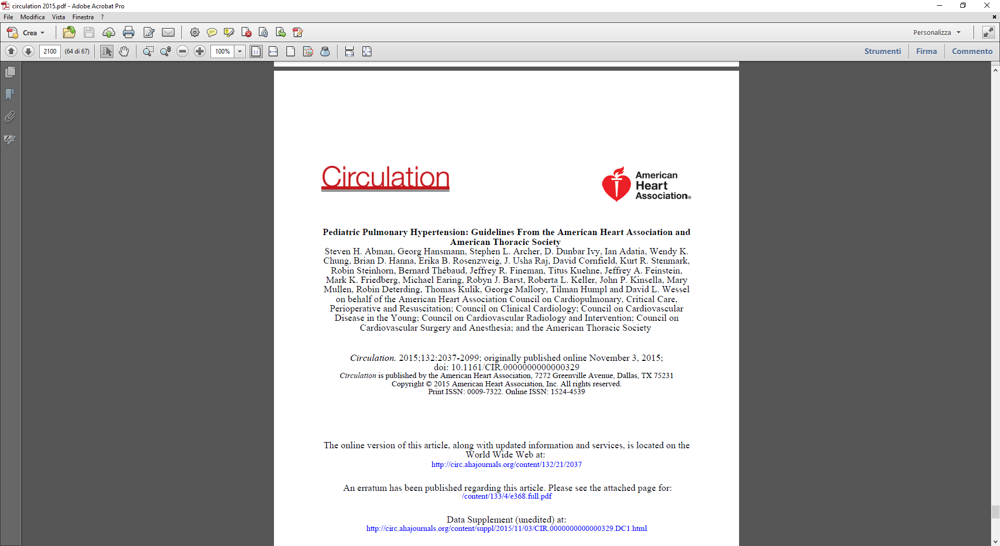 circulation 2015.pdf - Adobe Acrobat Pro
File Modifica Vista Finestra ?
Crea
Personalizza
2100 (64 di 67) 100% Strumenti Firma Commento
Circulation
American
Heart
Association®
Pediatric Pulmonary Hypertension: Guidelines From the American Heart Association and
American Thoracic Society
Steven H. Abman, Georg Hansmann, Stephen L. Archer, D. Dunbar Ivy, Ian Adatia, Wendy K.
Chung, Brian D. Hanna, Erika B. Rosenzweig, J. Usha Raj, David Cornfield, Kurt R. Stenmark,
Robin Steinhorn, Bernard Thébaud, Jeffrey R. Fineman, Titus Kuehne, Jeffrey A. Feinstein,
Mark K. Friedberg, Michael Earing, Robyn J. Barst, Roberta L. Keller, John P. Kinsella, Mary
Mullen, Robin Deterding, Thomas Kulik, George Mallory, Tilman Humpl and David L. Wessel
on behalf of the American Heart Association Council on Cardiopulmonary, Critical Care,
Perioperative and Resuscitation; Council on Clinical Cardiology; Council on Cardiovascular
Disease in the Young; Council on Cardiovascular Radiology and Intervention; Council on
Cardiovascular Surgery and Anesthesia; and the American Thoracic Society
Circulation. 2015;132:2037-2099; originally published online November 3, 2015;
doi: 10.1161/CIR.0000000000000329
Circulation is published by the American Heart Association, 7272 Greenville Avenue, Dallas, TX 75231
Copyright © 2015 American Heart Association, Inc. All rights reserved.
Print ISSN: 0009-7322. Online ISSN: 1524-4539
The online version of this article, along with updated information and services, is located on the
World Wide Web at:
http://circ.ahajournals.org/content/132/21/2037
An erratum has been published regarding this article. Please see the attached page for:
/content/133/4/e368.full.pdf
Data Supplement (unedited) at:
http://circ.ahajournals.org/content/suppl/2015/11/03/CIR.0000000000000329.DC1.html